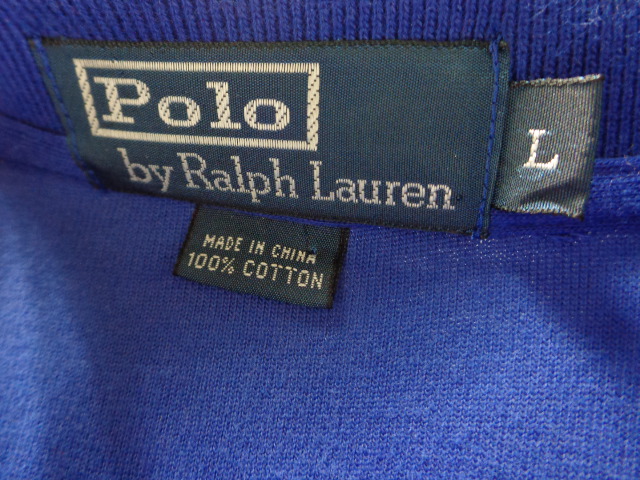 Polo
by Ralph Lauren
L
MADE IN CHINA
100% COTTON